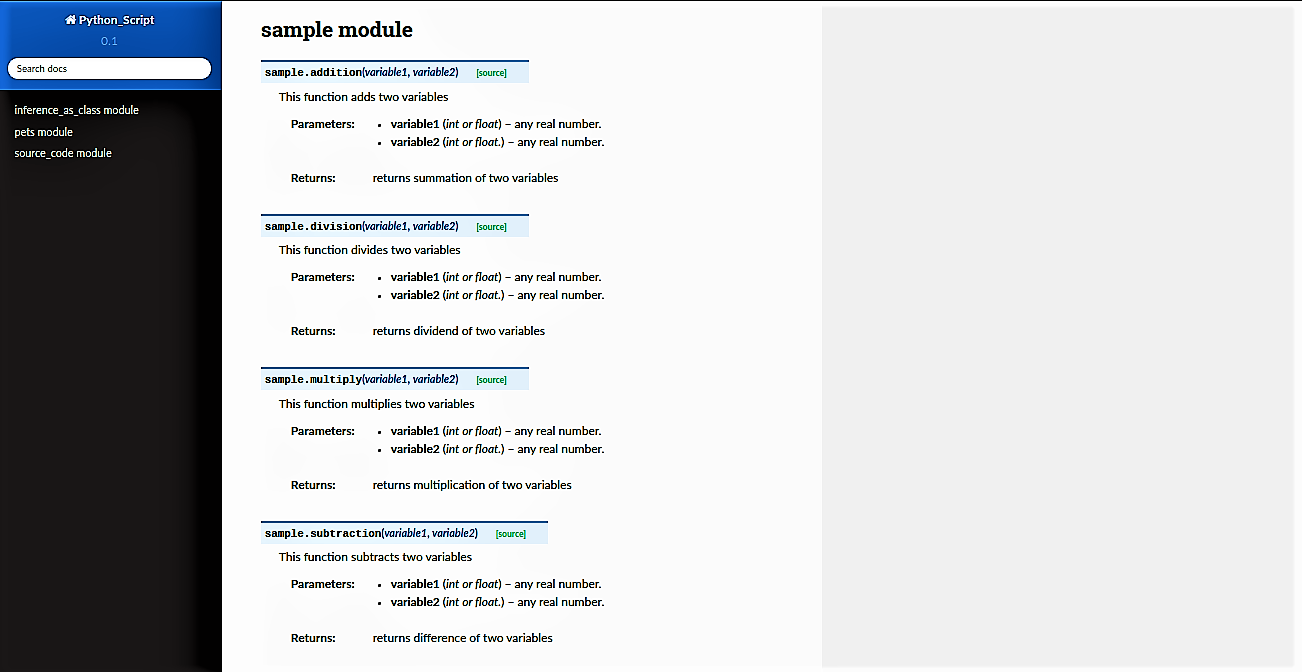 Python_Script
0.1
Search docs
inference_as_class module
pets module
source_code module
sample module
sample.addition(variable1, variable2) [source]
This function adds two variables
Parameters: • variable1 (int or float) – any real number.
• variable2 (int or float.) – any real number.
Returns: returns summation of two variables
sample.division(variable1, variable2) [source]
This function divides two variables
Parameters: • variable1 (int or float) – any real number.
• variable2 (int or float.) – any real number.
Returns: returns dividend of two variables
sample.multiply(variable1, variable2) [source]
This function multiplies two variables
Parameters: • variable1 (int or float) – any real number.
• variable2 (int or float.) – any real number.
Returns: returns multiplication of two variables
sample.subtraction(variable1, variable2) [source]
This function subtracts two variables
Parameters: • variable1 (int or float) – any real number.
• variable2 (int or float.) – any real number.
Returns: returns difference of two variables